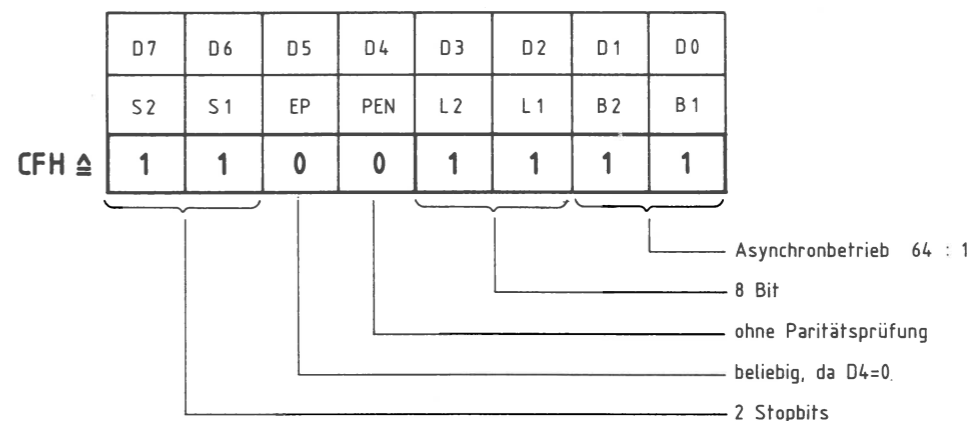 D7 D6 D5 D4 D3 D2 D1 D0
S2 S1 EP PEN L2 L1 B2 B1
CFH ≙ 1 1 0 0 1 1 1 1
Asynchronbetrieb 64 : 1
8 Bit
ohne Paritätsprüfung
beliebig, da D4=0.
2 Stopbits